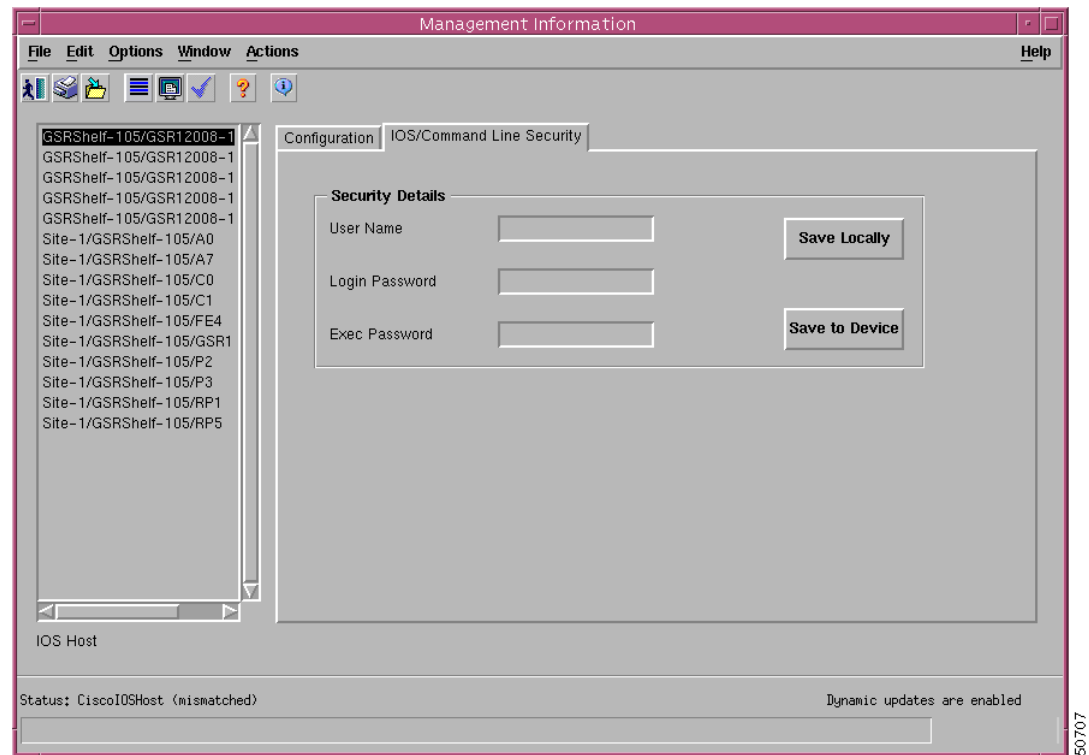 Management Information
File Edit Options Window Actions Help
GSRShelf-105/GSR12008-1
GSRShelf-105/GSR12008-1
GSRShelf-105/GSR12008-1
GSRShelf-105/GSR12008-1
GSRShelf-105/GSR12008-1
Site-1/GSRShelf-105/A0
Site-1/GSRShelf-105/A7
Site-1/GSRShelf-105/C0
Site-1/GSRShelf-105/C1
Site-1/GSRShelf-105/FE4
Site-1/GSRShelf-105/GSR1
Site-1/GSRShelf-105/P2
Site-1/GSRShelf-105/P3
Site-1/GSRShelf-105/RP1
Site-1/GSRShelf-105/RP5
IOS Host
Configuration IOS/Command Line Security
Security Details
User Name
Login Password
Exec Password
Save Locally
Save to Device
Status: CiscoIOSHost (mismatched) Dynamic updates are enabled
50707